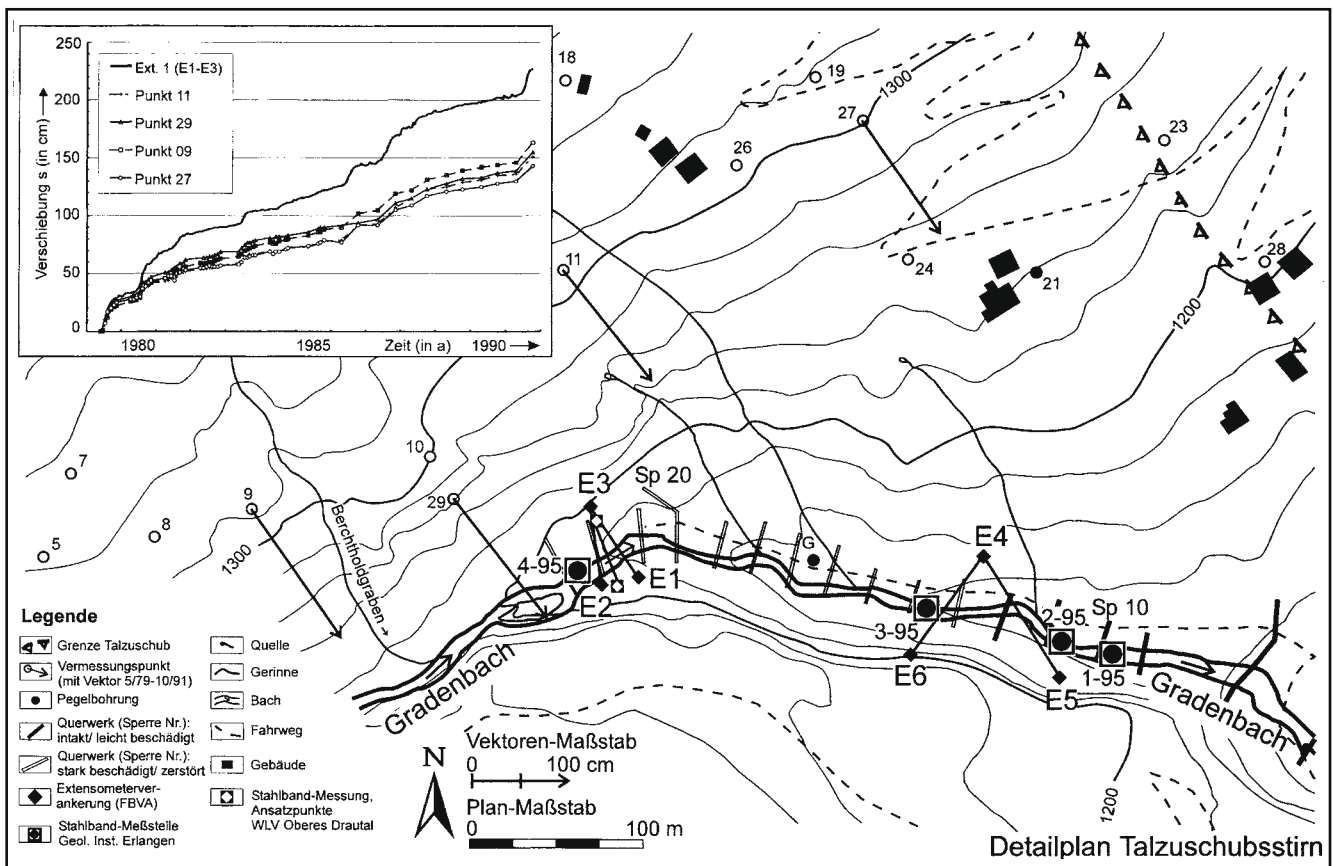 250
200
150
100
50
0
Verschiebung s (in cm)
Ext. 1 (E1-E3)
Punkt 11
Punkt 29
Punkt 09
Punkt 27
1980
1985
1990
Zeit (in a)
18
19
1300
27
26
23
24
21
28
1200
11
10
7
9
8
5
29
1300
Berchtholdgraben
E3
Sp 20
4-95
E1
E2
G
E4
3-95
2-95
Sp 10
E6
1-95
E5
Gradenbach
Gradenbach
1200
Legende
Grenze Talzuschub
Vermessungspunkt
(mit Vektor 5/79-10/91)
Pegelbohrung
Querwerk (Sperre Nr.):
intakt/ leicht beschädigt
Querwerk (Sperre Nr.):
stark beschädigt/ zerstört
Extensometerver-
ankerung (FBVA)
Stahlband-Meßstelle
Geol. Inst. Erlangen
Quelle
Gerinne
Bach
Fahrweg
Gebäude
Stahlband-Messung,
Ansatzpunkte
WLV Oberes Drautal
N
Vektoren-Maßstab
0 100 cm
Plan-Maßstab
0 100 m
Detailplan Talzuschubsstirn